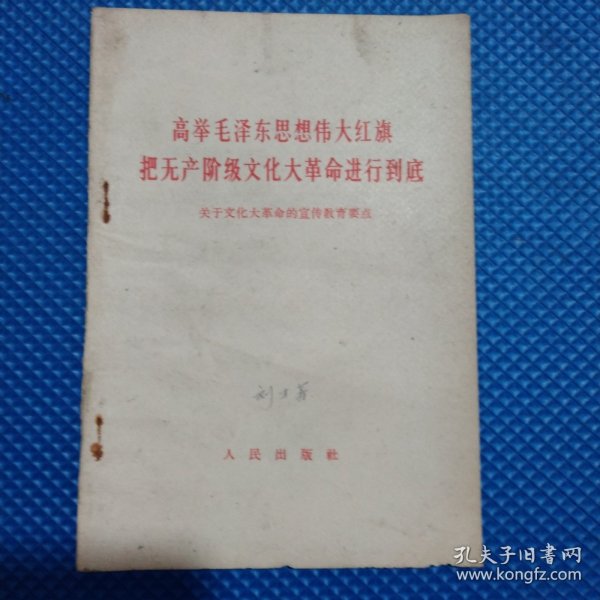 高举毛泽东思想伟大红旗
把无产阶级文化大革命进行到底
关于文化大革命的宣传教育要点
人民出版社
孔夫子旧书网
www.kongfz.com